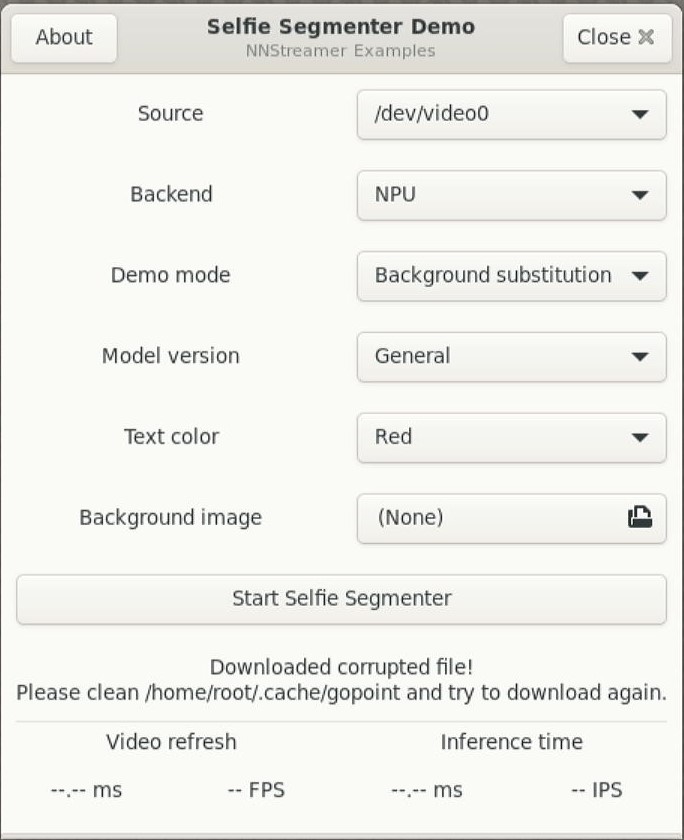 About
Selfie Segmenter Demo
NNStreamer Examples
Close
Source
/dev/video0
Backend
NPU
Demo mode
Background substitution
Model version
General
Text color
Red
Background image
(None)
Start Selfie Segmenter
Downloaded corrupted file!
Please clean /home/root/.cache/gopoint and try to download again.
Video refresh
Inference time
--.-- ms
-- FPS
--.-- ms
-- IPS